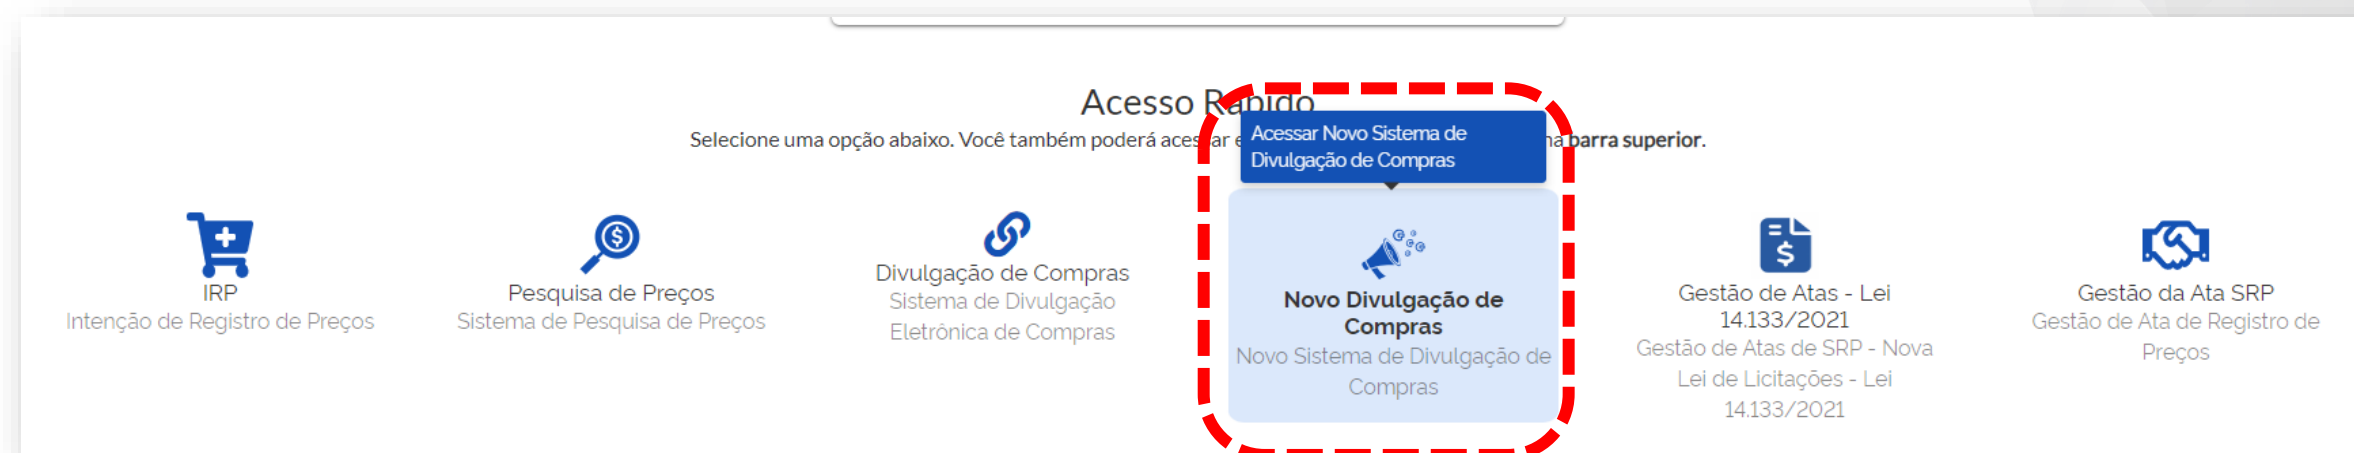 Acesso Rápido
Selecione uma opção abaixo. Você também poderá acessar e
na barra superior.
Acessar Novo Sistema de
Divulgação de Compras
IRP
Intenção de Registro de Preços
Pesquisa de Preços
Sistema de Pesquisa de Preços
Divulgação de Compras
Sistema de Divulgação
Eletrônica de Compras
Novo Divulgação de
Compras
Novo Sistema de Divulgação de
Compras
Gestão de Atas - Lei
14.133/2021
Gestão de Atas de SRP - Nova
Lei de Licitações - Lei
14.133/2021
Gestão da Ata SRP
Gestão de Ata de Registro de
Preços